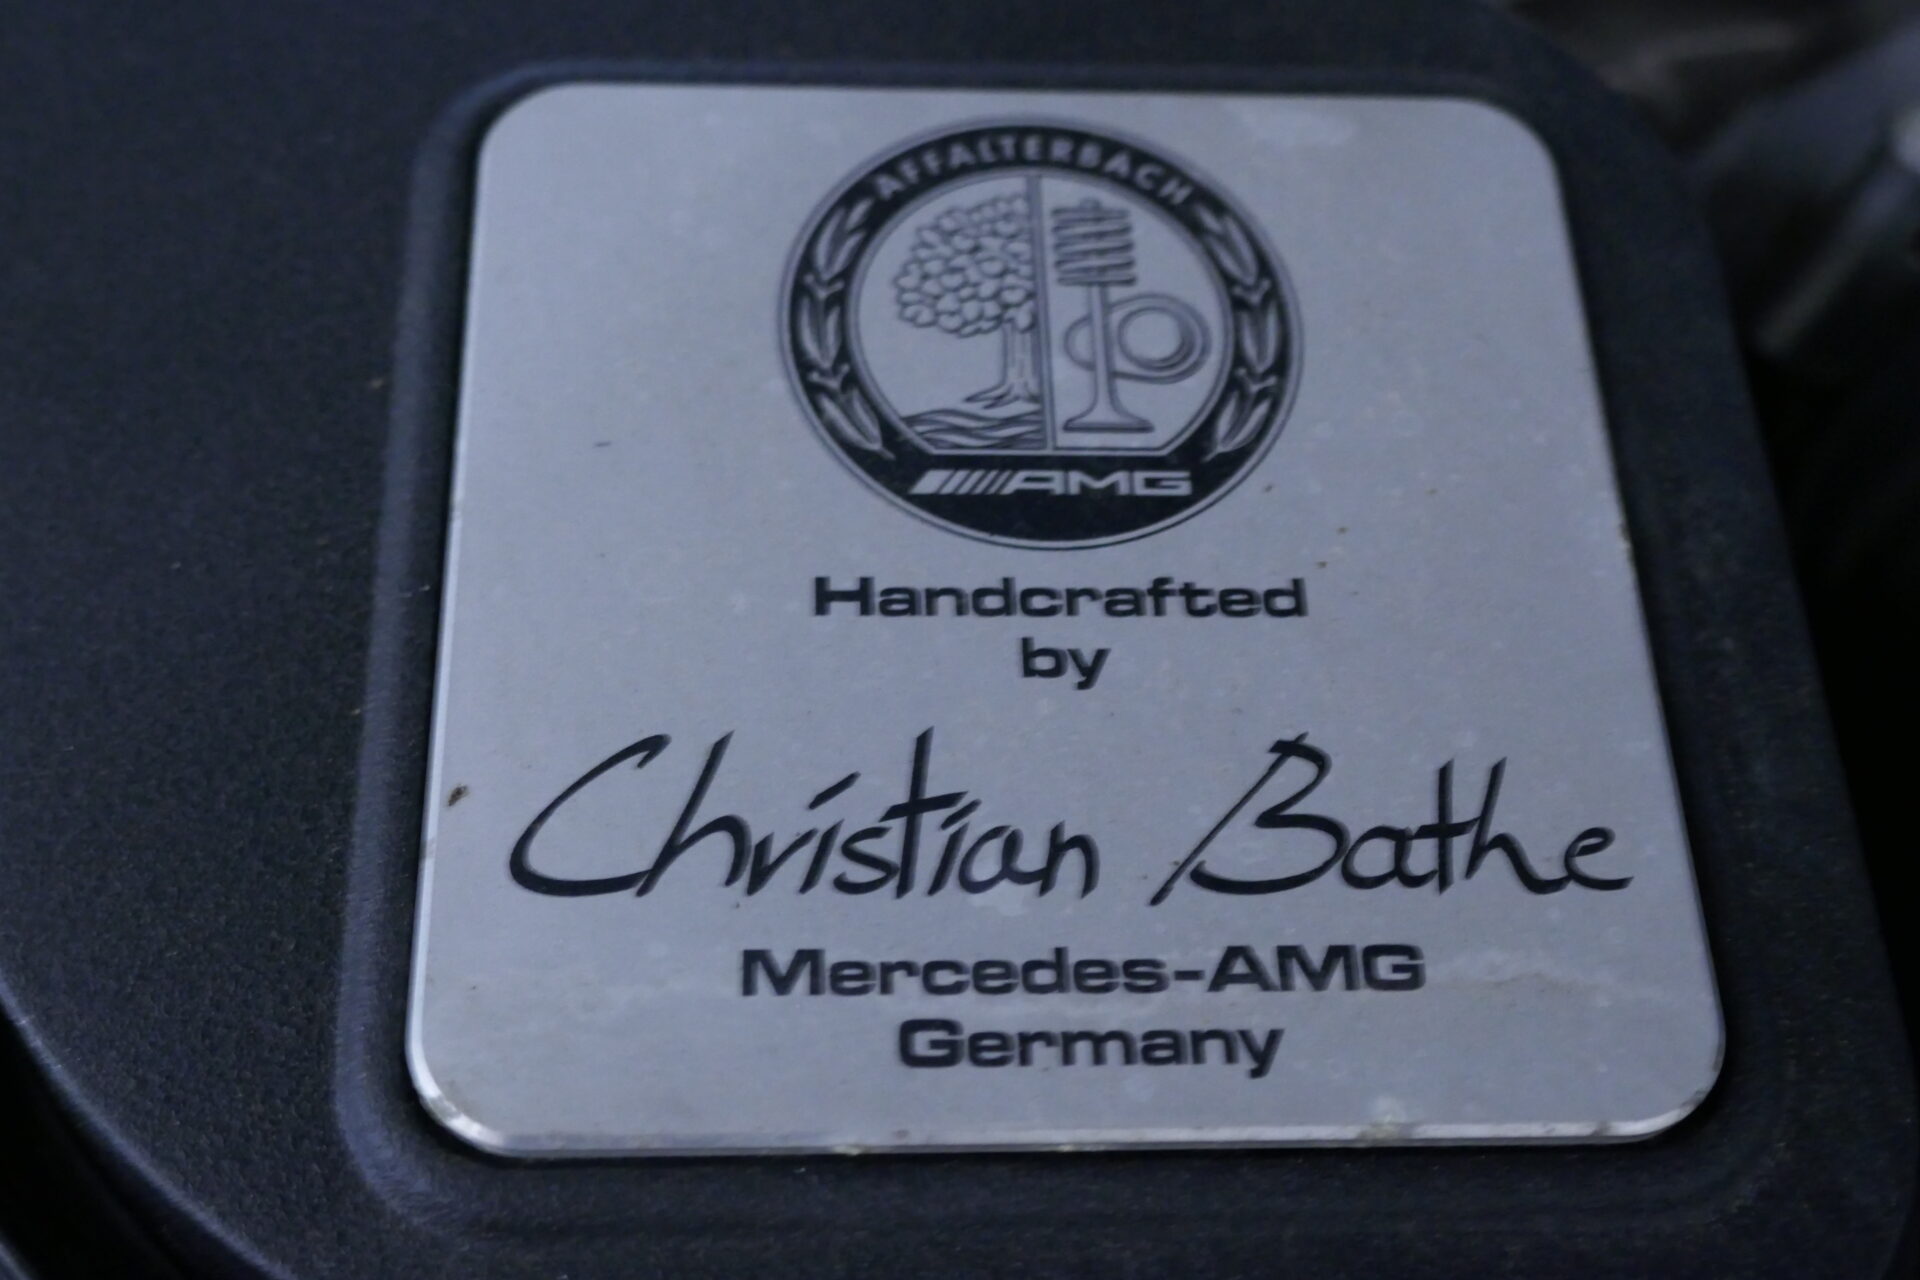 AFFALTERBACH
AMG
Handcrafted
by
Christian Bathe
Mercedes-AMG
Germany